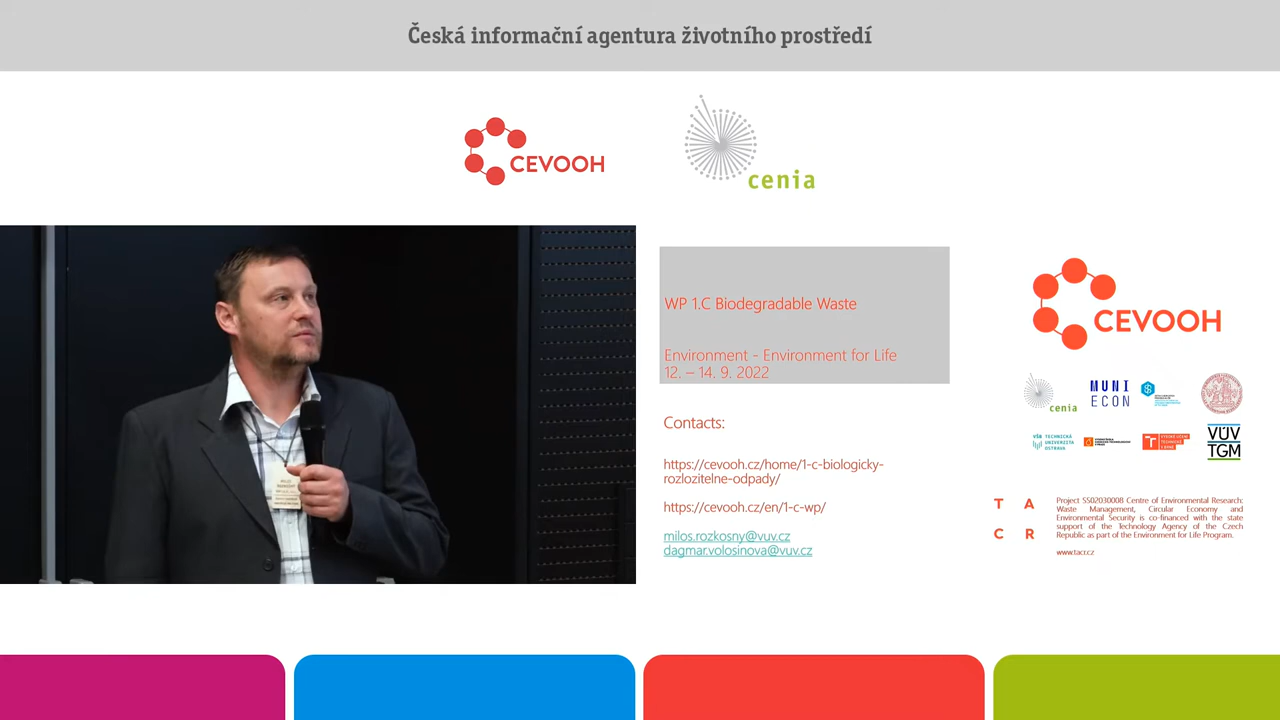 Česká informační agentura životního prostředí
CEVOOH
cenia
WP 1.C Biodegradable Waste
Environment - Environment for Life
12. – 14. 9. 2022
Contacts:
https://cevooh.cz/home/1-c-biologicky-
rozlozitelne-odpady/
https://cevooh.cz/en/1-c-wp/
milos.rozkosny@vuv.cz
dagmar.volosinova@vuv.cz
CEVOOH
cenia
MUNI
ECON
VŠB TECHNICKÁ
UNIVERZITA
OSTRAVA
VÚV
TGM
T A
C R
Project SS02030008 Centre of Environmental Research:
Waste Management, Circular Economy and
Environmental Security is co-financed with the state
support of the Technology Agency of the Czech
Republic as part of the Environment for Life Program.
www.tacr.cz